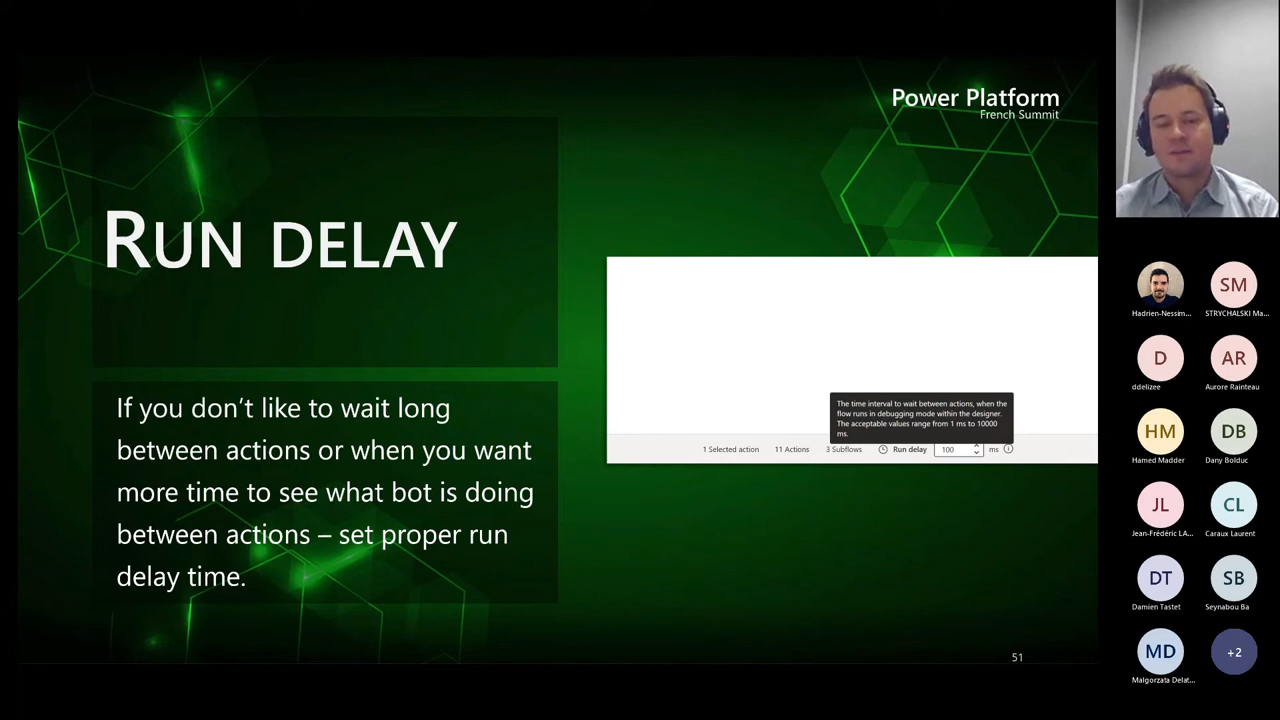 Power Platform
French Summit
RUN DELAY
If you don't like to wait long
between actions or when you want
more time to see what bot is doing
between actions – set proper run
delay time.
The time interval to wait between actions, when the
flow runs in debugging mode within the designer.
The acceptable values range from 1 ms to 10000
ms.
1 Selected action 11 Actions 3 Subflows Run delay 100 ms
51
Hadrien-Nessim...
SM
STRYCHALSKI Ma...
D
ddelizee
AR
Aurore Rainteau
HM
Hamed Madder
DB
Dany Bolduc
JL
Jean-Frédéric LA...
CL
Caraux Laurent
DT
Damien Tastet
SB
Seynabou Ba
MD
Malgorzata Delat...
+2